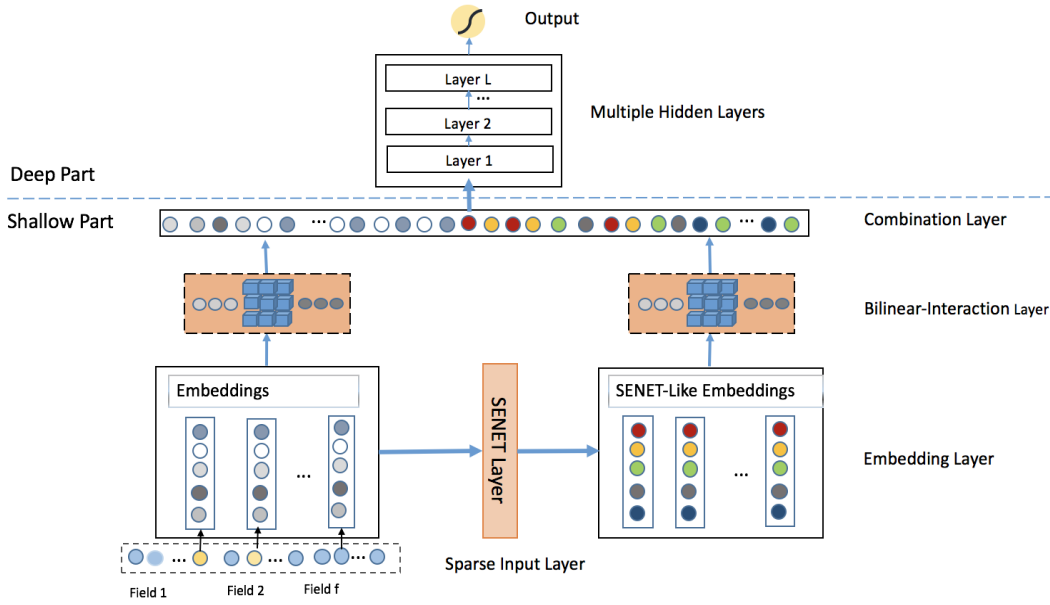 Output
Layer L
...
Layer 2
Layer 1
Multiple Hidden Layers
Deep Part
Shallow Part
... ...
Combination Layer
Bilinear-Interaction Layer
Embeddings
...
SENET Layer
SENET-Like Embeddings
...
Embedding Layer
... ... ...
Sparse Input Layer
Field 1 Field 2 Field f